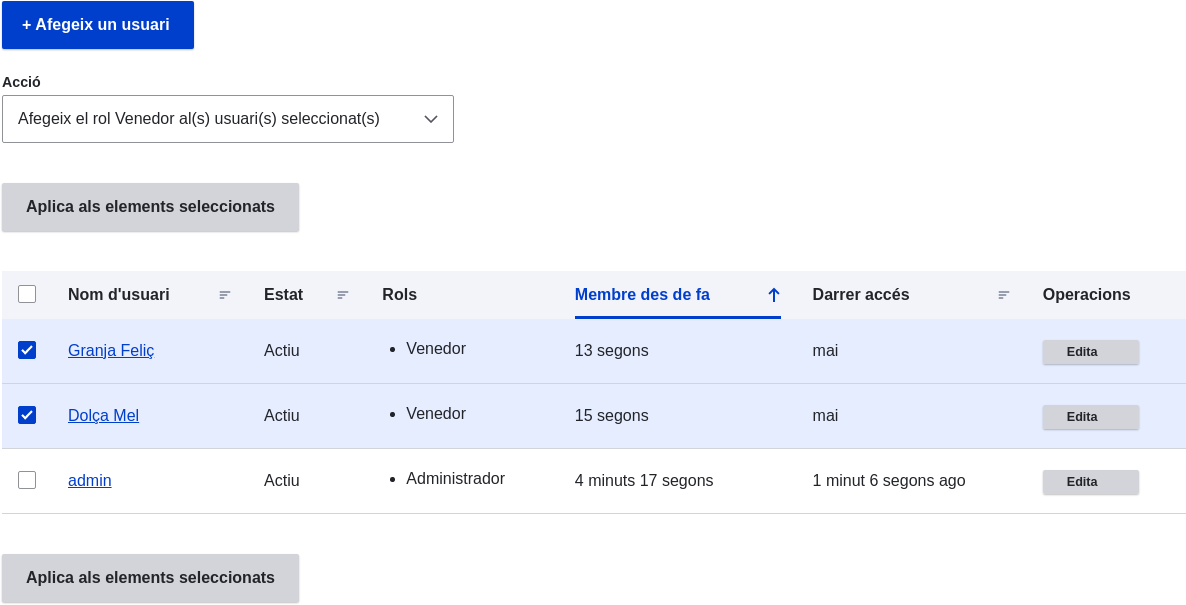 + Afegeix un usuari
Acció
Afegeix el rol Venedor al(s) usuari(s) seleccionat(s)
Aplica als elements seleccionats
Nom d'usuari Estat Rols Membre des de fa Darrer accés Operacions
Granja Feliç Actiu • Venedor 13 segons mai Edita
Dolça Mel Actiu • Venedor 15 segons mai Edita
admin Actiu • Administrador 4 minuts 17 segons 1 minut 6 segons ago Edita
Aplica als elements seleccionats